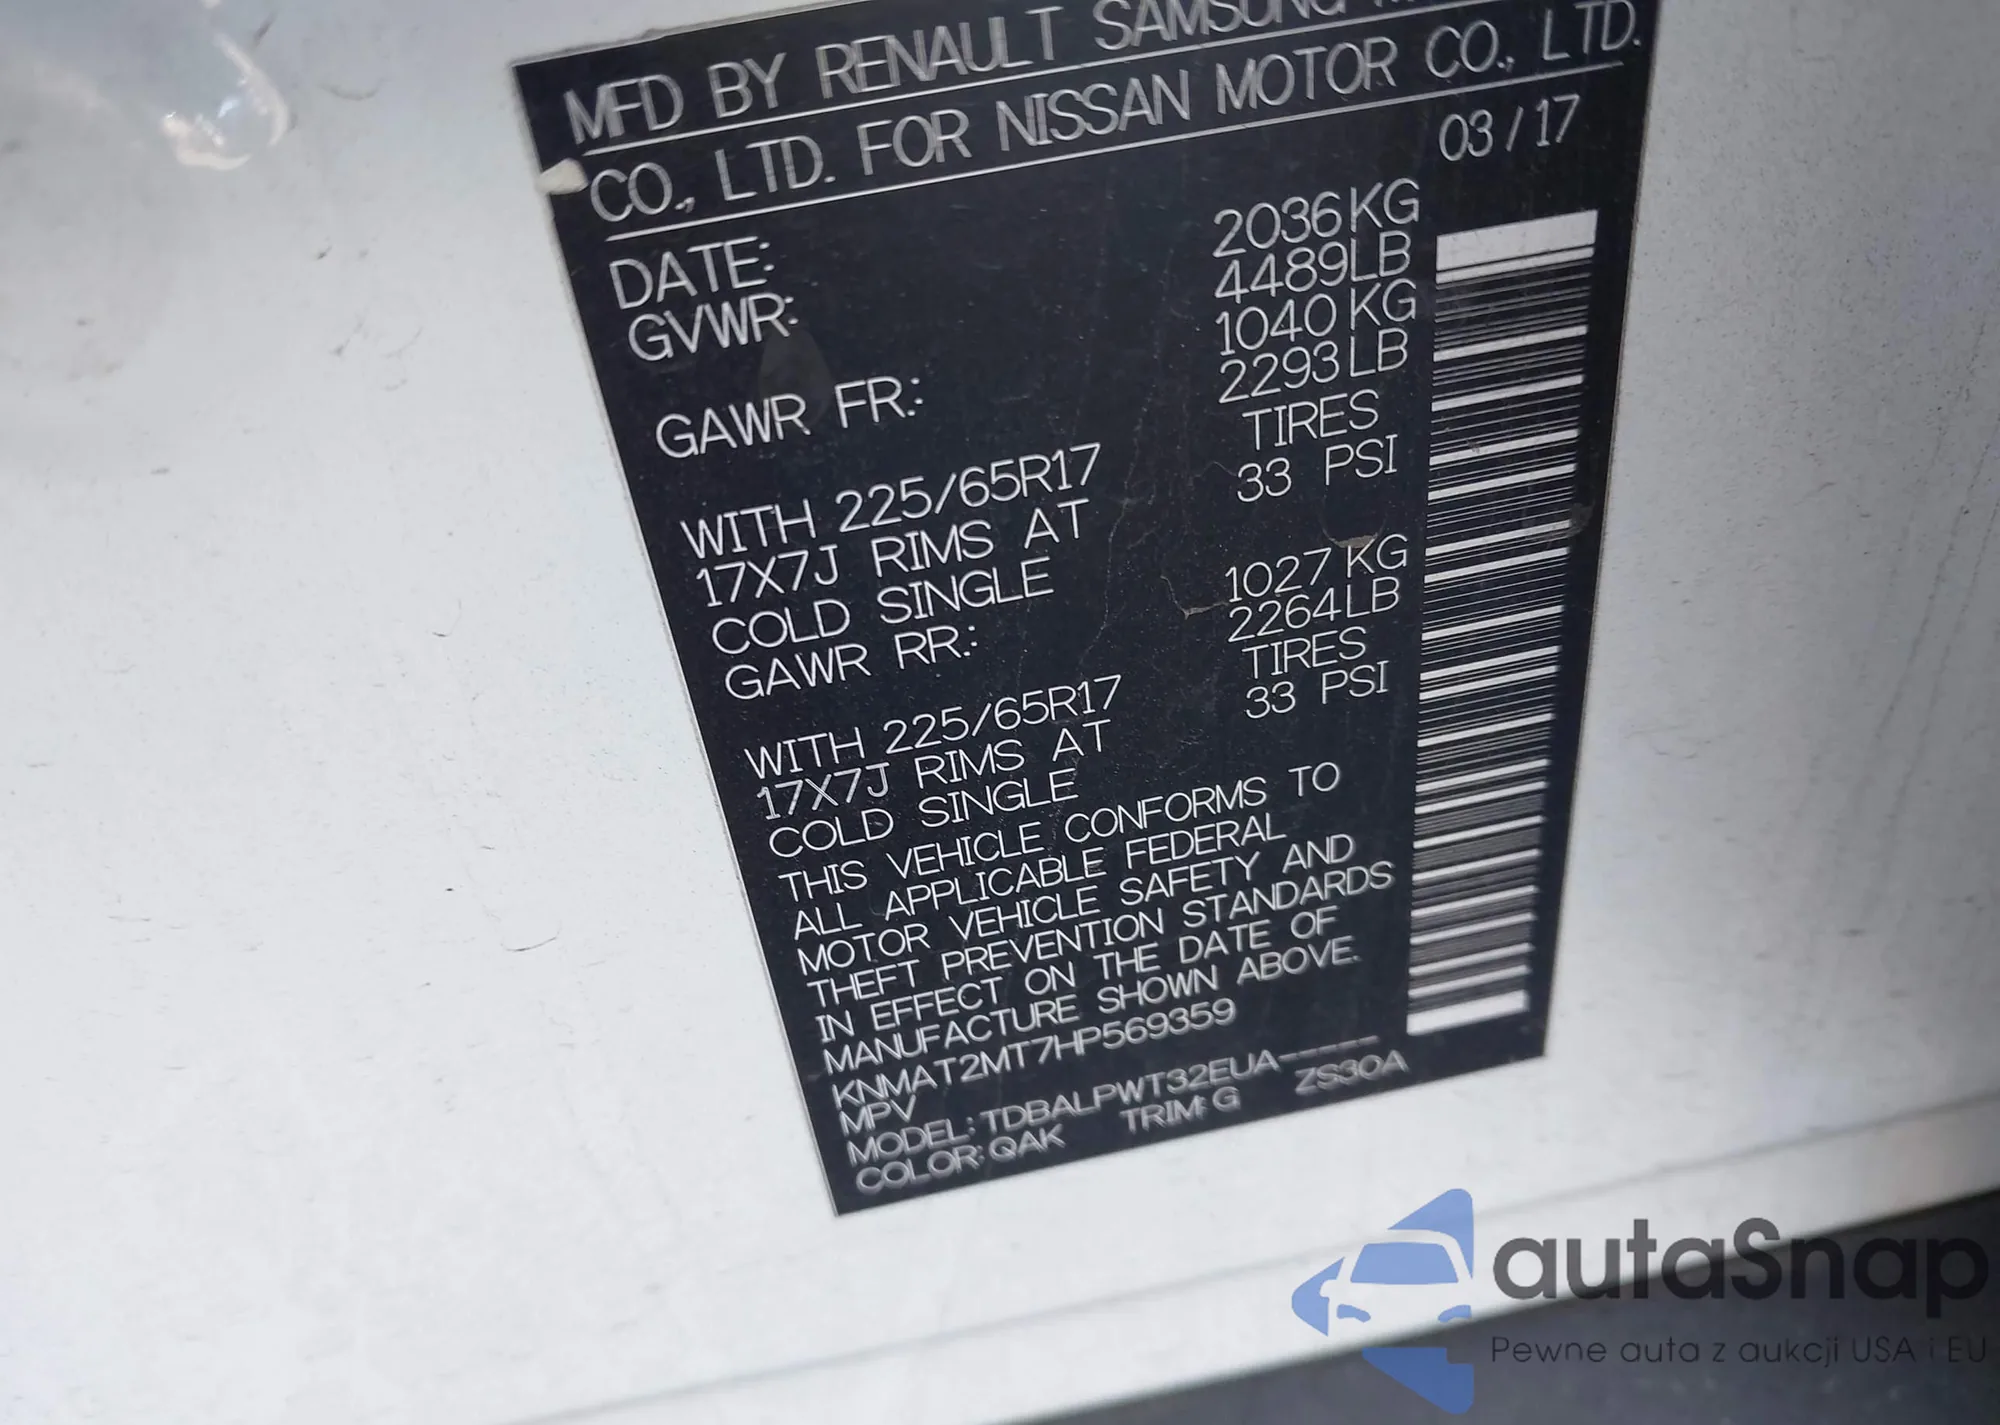 MFD BY RENAULT SAMSUNG
CO., LTD. FOR NISSAN MOTOR CO., LTD.
DATE: 03/17
GVWR: 2036KG
4489LB
GAWR FR.: 1040KG
2293LB
WITH 225/65R17 TIRES
17X7J RIMS AT 33 PSI
COLD SINGLE
GAWR RR.: 1027KG
2264LB
WITH 225/65R17 TIRES
17X7J RIMS AT 33 PSI
COLD SINGLE
THIS VEHICLE CONFORMS TO
ALL APPLICABLE FEDERAL
MOTOR VEHICLE SAFETY AND
THEFT PREVENTION STANDARDS
IN EFFECT ON THE DATE OF
MANUFACTURE SHOWN ABOVE.
KNMAT2MT7HP569359
MPV
MODEL: TDBALPWT32EUA-----
COLOR: QAK TRIM: G ZS30A
autaSnap
Pewne auta z aukcji USA i EU